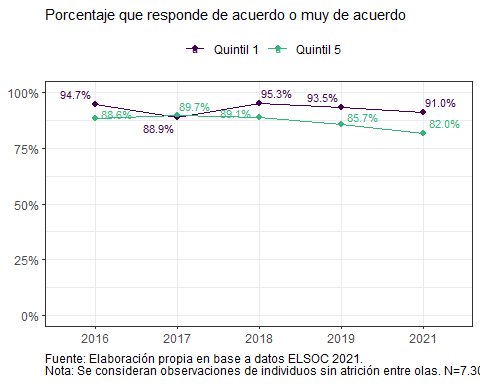 Porcentaje que responde de acuerdo o muy de acuerdo
Quintil 1 Quintil 5
100%
75%
50%
25%
0%
94.7% 88.9% 95.3% 93.5% 91.0%
88.6% 89.7% 89.1% 85.7% 82.0%
2016 2017 2018 2019 2021
Fuente: Elaboración propia en base a datos ELSOC 2021.
Nota: Se consideran observaciones de individuos sin atrición entre olas. N=7.30